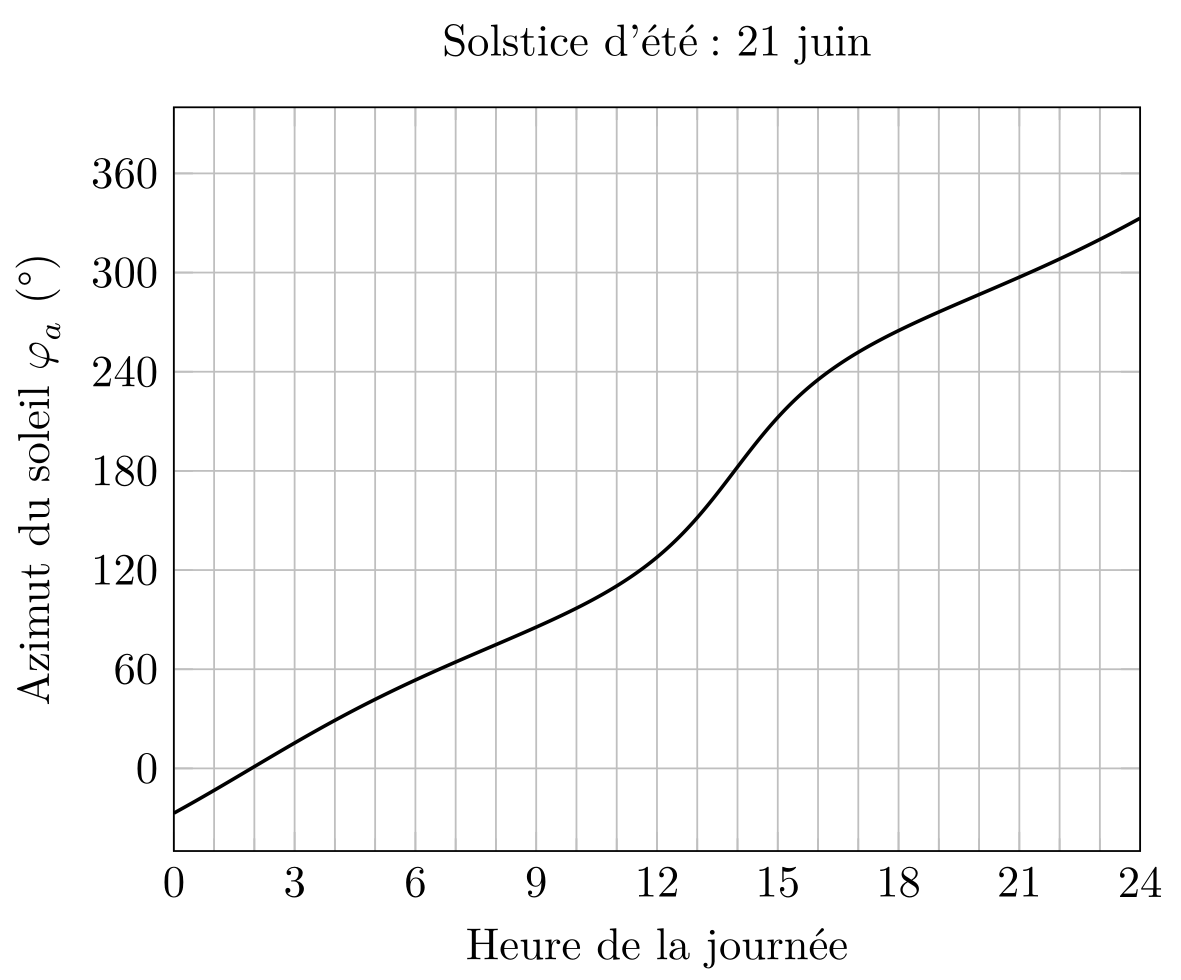 Solstice d'été : 21 juin
Azimut du soleil φₐ (°)
360
300
240
180
120
60
0
0 3 6 9 12 15 18 21 24
Heure de la journée